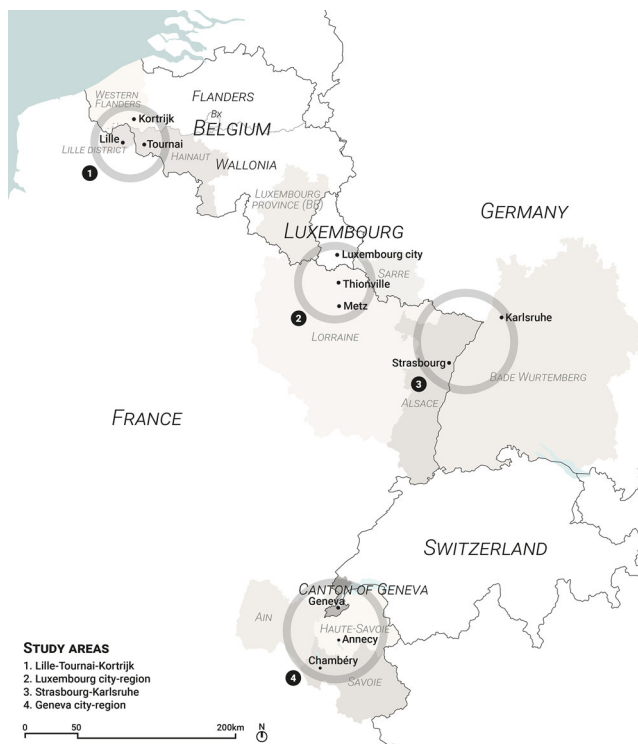 WESTERN
FLANDERS
FLANDERS
Kortrijk
BX
BELGIUM
Lille
Tournai
LILLE DISTRICT
HAINAUT
WALLONIA
1
LUXEMBOURG
PROVINCE (BE)
GERMANY
LUXEMBOURG
Luxembourg city
SARRE
Thionville
Metz
2
Karlsruhe
LORRAINE
Strasbourg
BADE WURTEMBERG
3
ALSACE
FRANCE
SWITZERLAND
CANTON OF GENEVA
Geneva
AIN
HAUTE-SAVOIE
Annecy
Chambéry
4
SAVOIE
STUDY AREAS
1. Lille-Tournai-Kortrijk
2. Luxembourg city-region
3. Strasbourg-Karlsruhe
4. Geneva city-region
0 50 200km
N